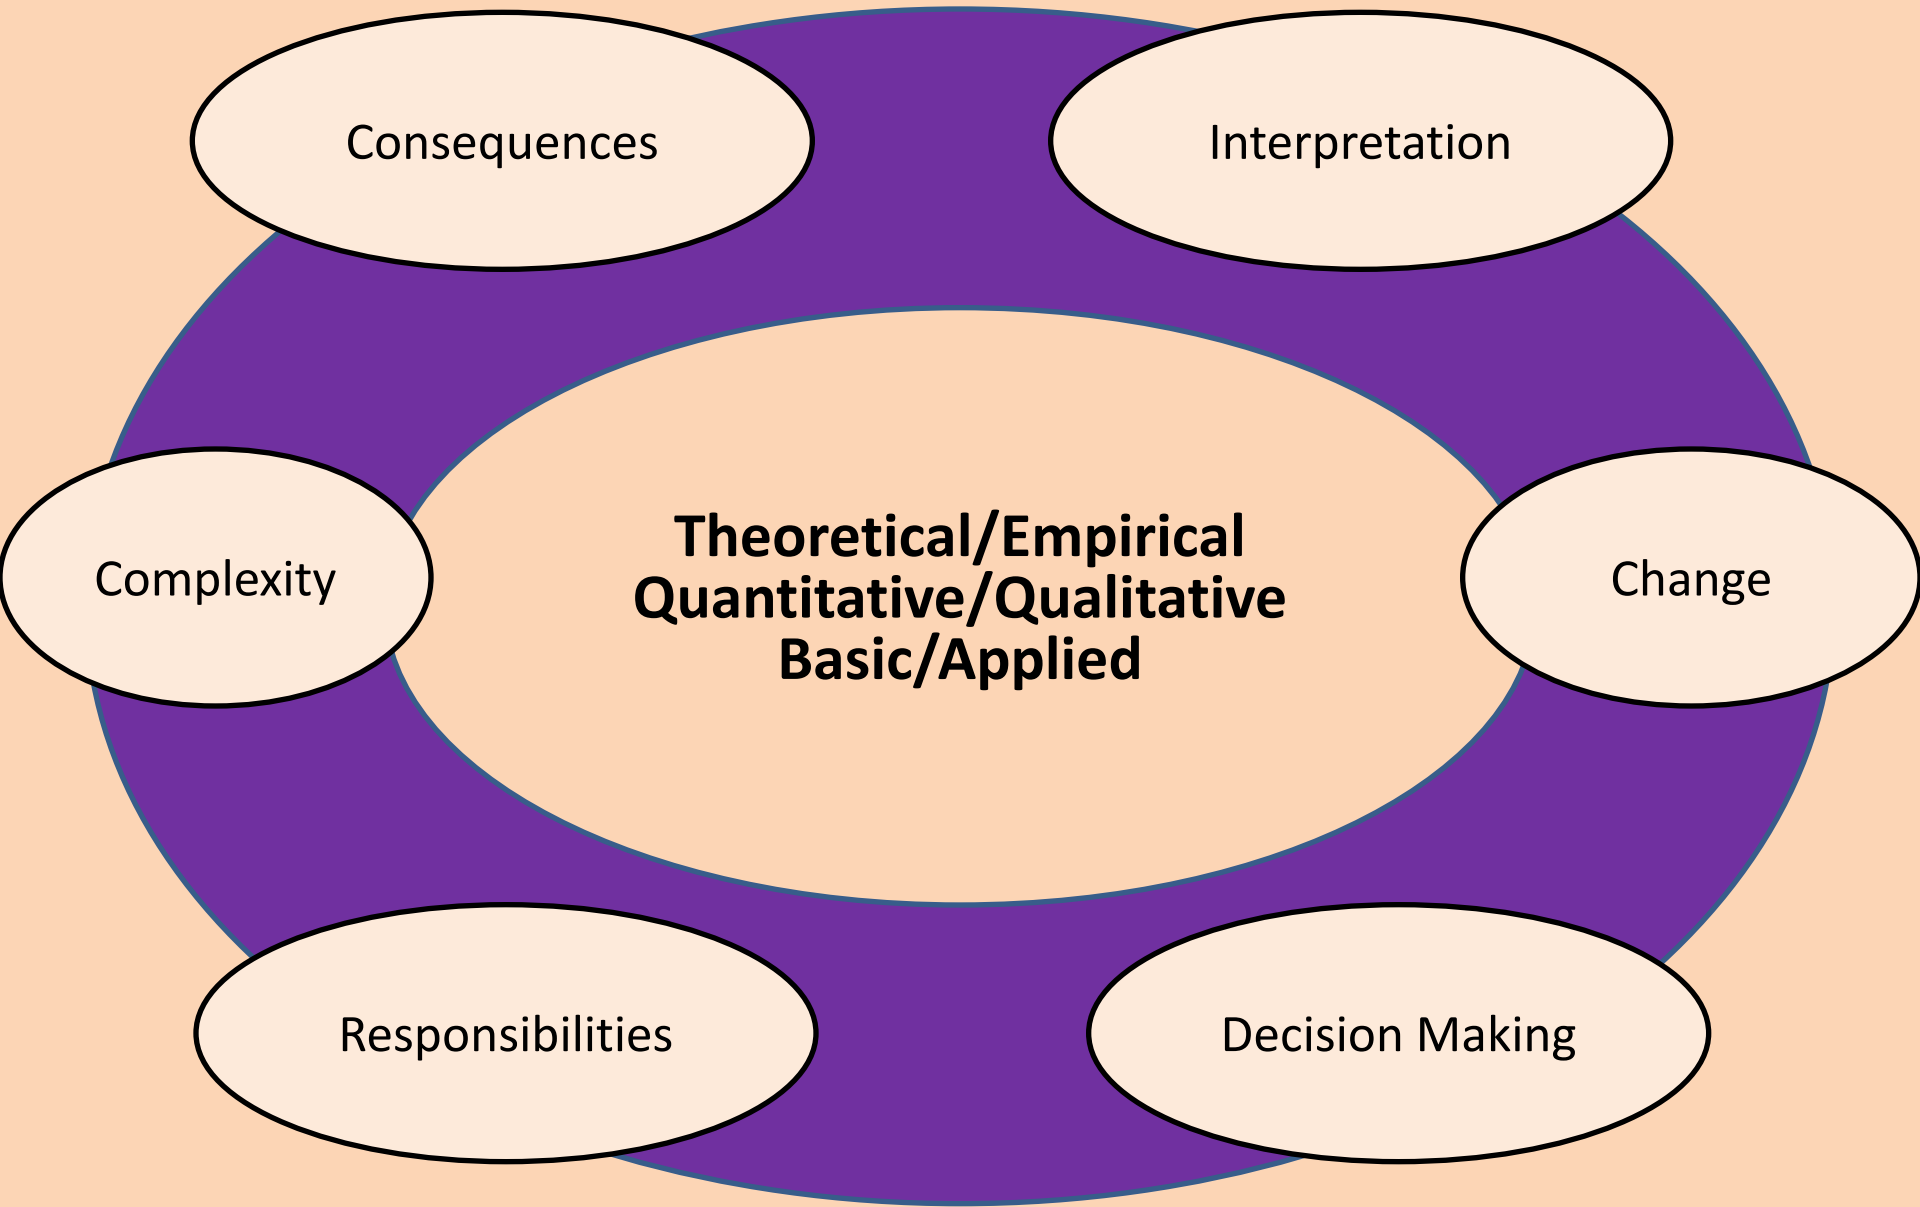 Consequences
Interpretation
Theoretical/Empirical
Quantitative/Qualitative
Basic/Applied
Complexity
Change
Responsibilities
Decision Making